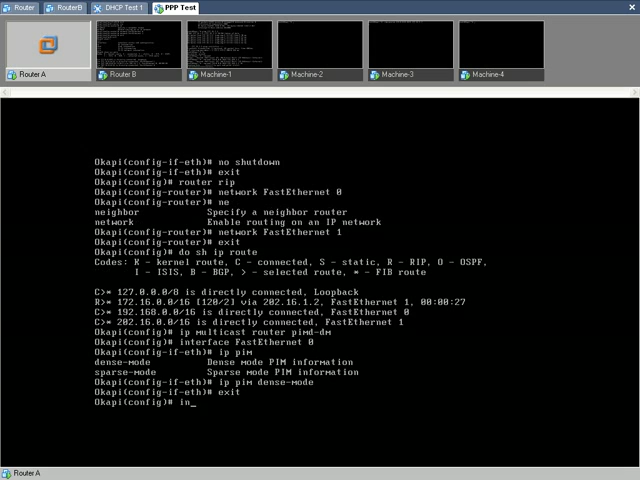 Router RouterB DHCP Test 1 PPP Test
Router A Router B Machine-1 Machine-2 Machine-3 Machine-4
Okapi(config-if-eth)# no shutdown
Okapi(config-if-eth)# exit
Okapi(config)# router rip
Okapi(config-router)# network FastEthernet 0
Okapi(config-router)# ne
neighbor Specify a neighbor router
network Enable routing on an IP network
Okapi(config-router)# network FastEthernet 1
Okapi(config-router)# exit
Okapi(config)# do sh ip route
Codes: K - kernel route, C - connected, S - static, R - RIP, O - OSPF,
I - ISIS, B - BGP, > - selected route, * - FIB route
C>* 127.0.0.0/8 is directly connected, Loopback
R>* 172.16.0.0/16 [120/2] via 202.16.1.2, FastEthernet 1, 00:00:27
C>* 192.168.0.0/16 is directly connected, FastEthernet 0
C>* 202.16.0.0/16 is directly connected, FastEthernet 1
Okapi(config)# ip multicast router pimd-dm
Okapi(config)# interface FastEthernet 0
Okapi(config-if-eth)# ip pim
dense-mode Dense mode PIM information
sparse-mode Sparse mode PIM information
Okapi(config-if-eth)# ip pim dense-mode
Okapi(config-if-eth)# exit
Okapi(config)# in_
Router A